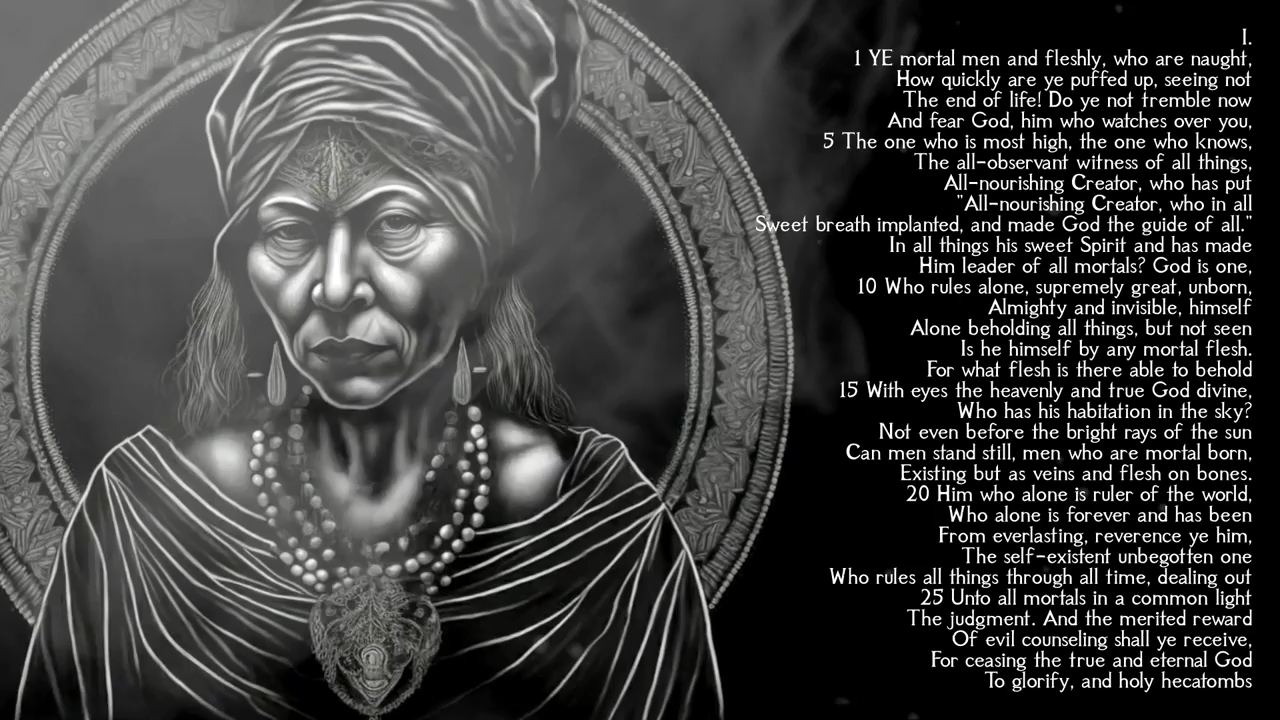 I.
1 YE mortal men and fleshly, who are naught,
How quickly are ye puffed up, seeing not
The end of life! Do ye not tremble now
And fear God, him who watches over you,
5 The one who is most high, the one who knows,
The all-observant witness of all things,
All-nourishing Creator, who has put
"All-nourishing Creator, who in all
Sweet breath implanted, and made God the guide of all."
In all things his sweet Spirit and has made
Him leader of all mortals? God is one,
10 Who rules alone, supremely great, unborn,
Almighty and invisible, himself
Alone beholding all things, but not seen
Is he himself by any mortal flesh.
For what flesh is there able to behold
15 With eyes the heavenly and true God divine,
Who has his habitation in the sky?
Not even before the bright rays of the sun
Can men stand still, men who are mortal born,
Existing but as veins and flesh on bones.
20 Him who alone is ruler of the world,
Who alone is forever and has been
From everlasting, reverence ye him,
The self-existent unbegotten one
Who rules all things through all time, dealing out
25 Unto all mortals in a common light
The judgment. And the merited reward
Of evil counseling shall ye receive,
For ceasing the true and eternal God
To glorify, and holy hecatombs